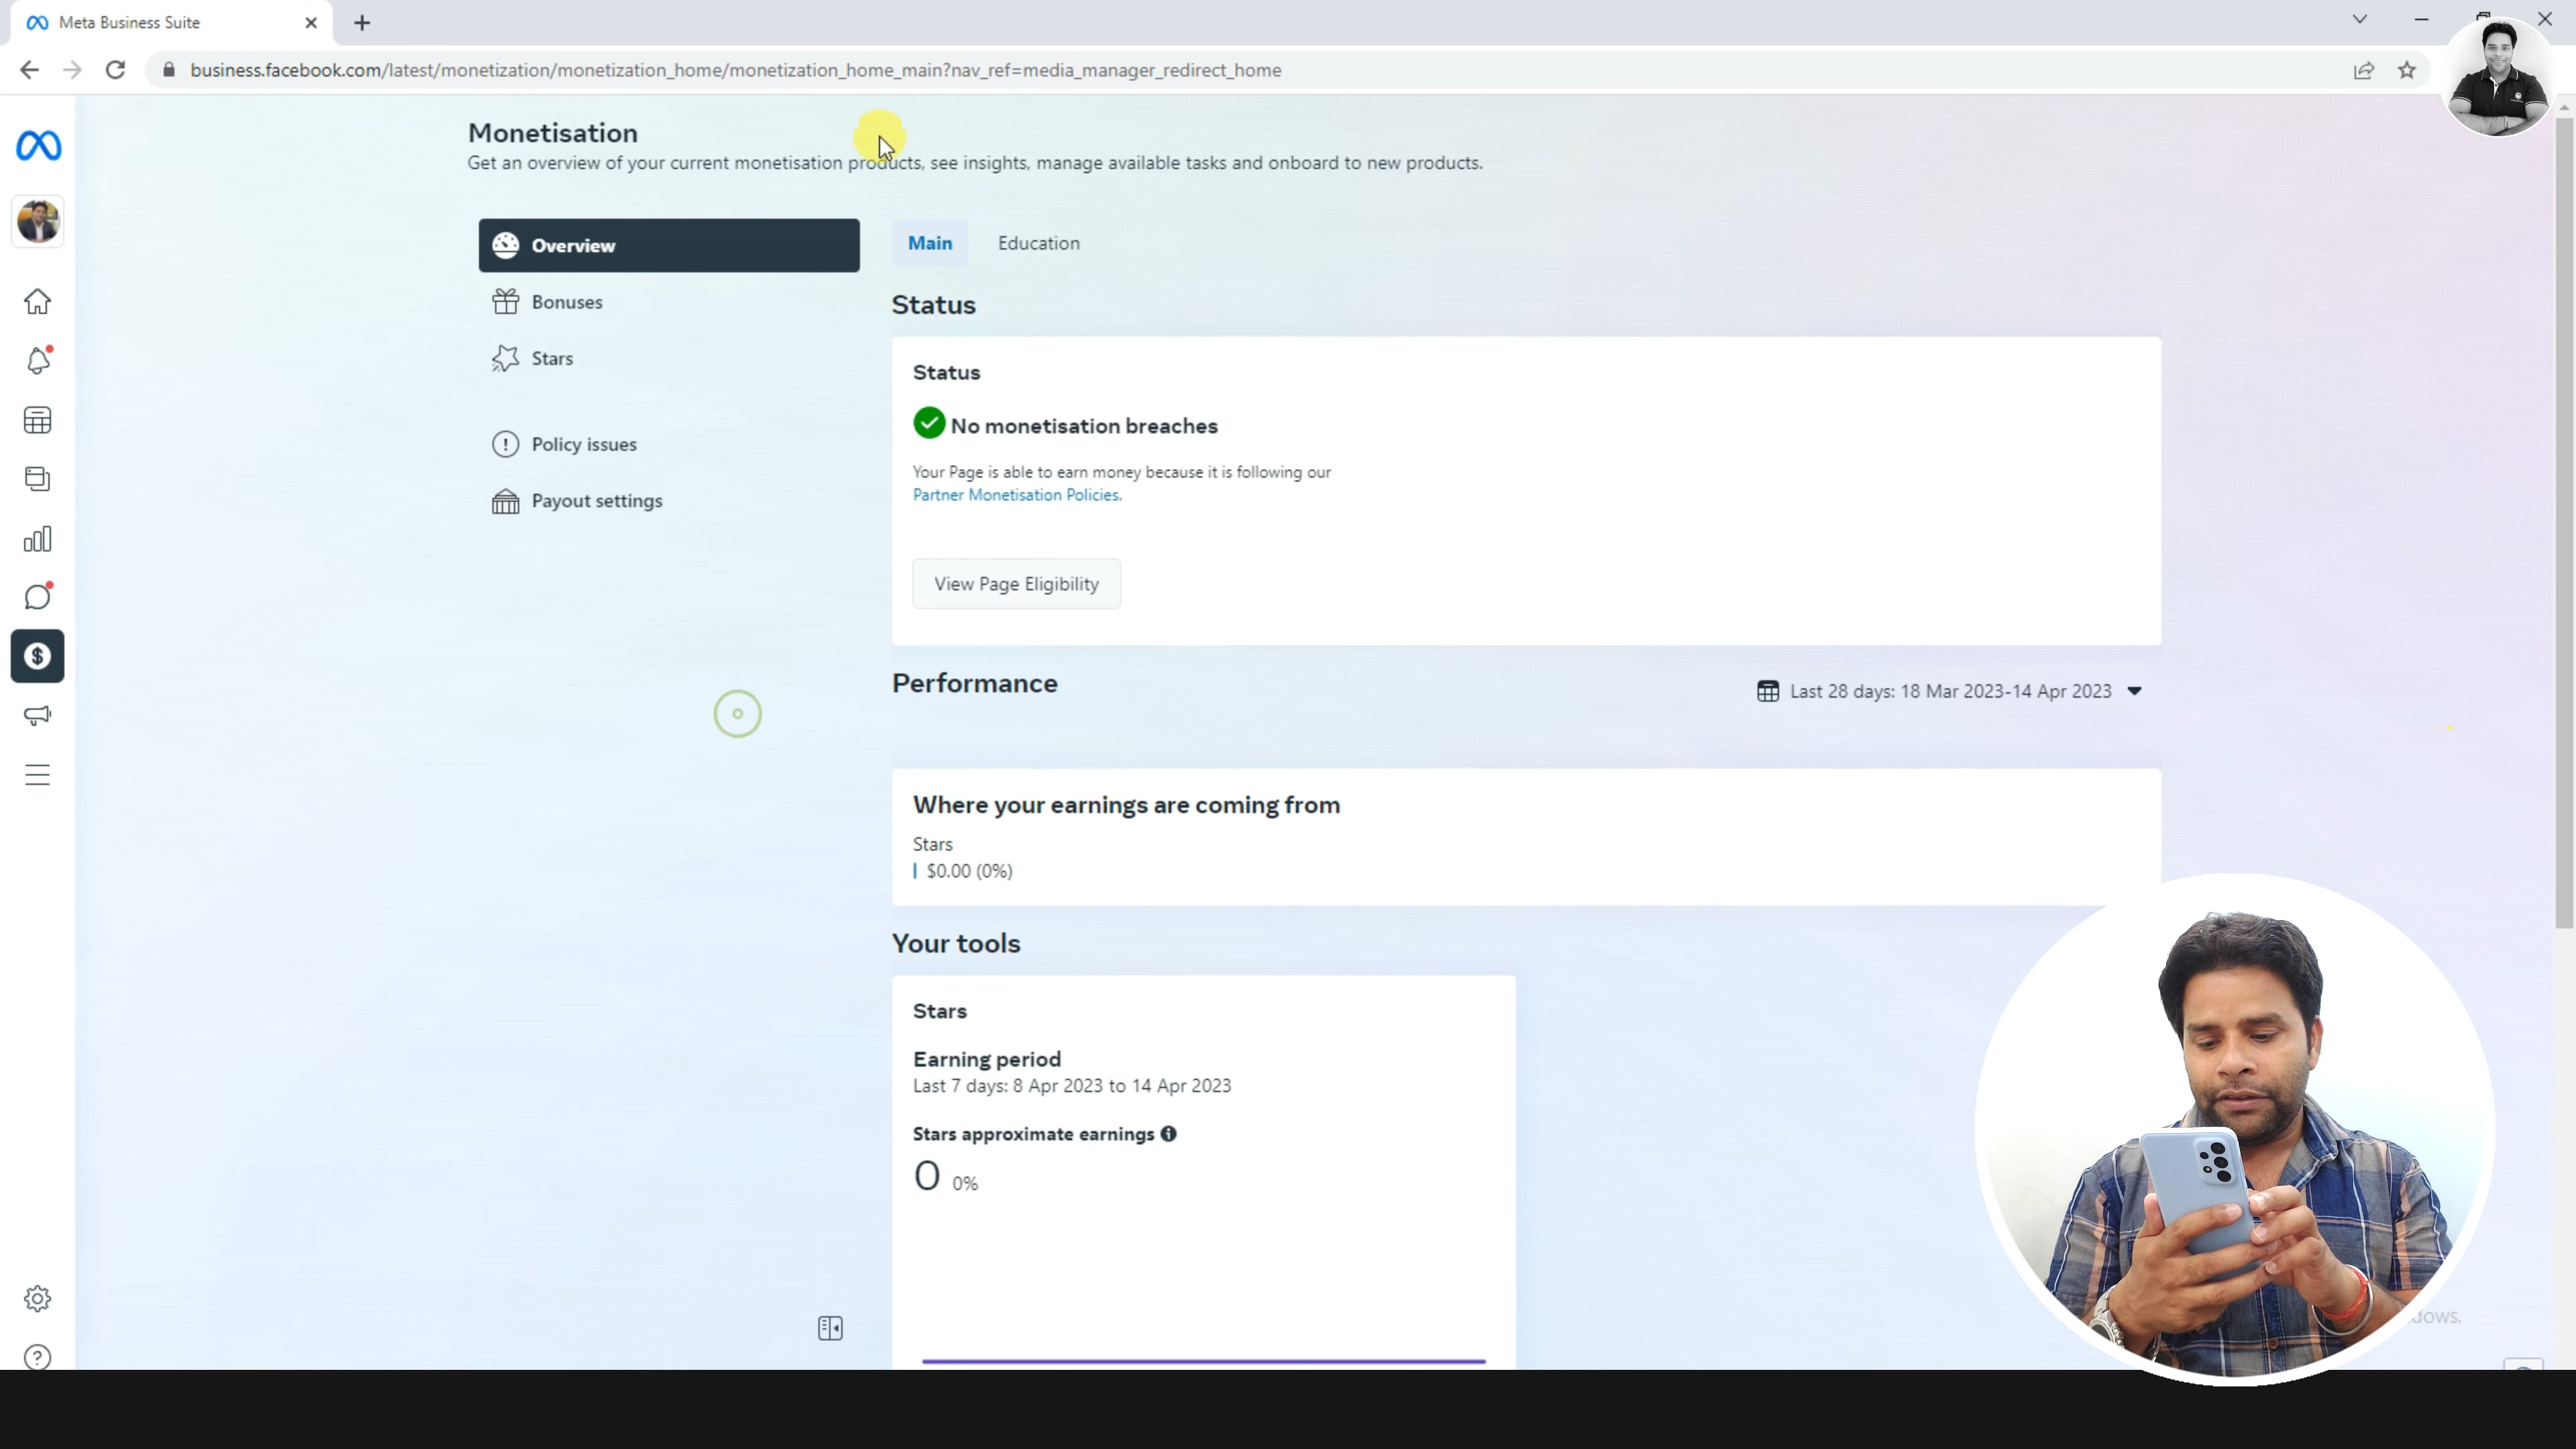 Meta Business Suite
business.facebook.com/latest/monetization/monetization_home/monetization_home_main?nav_ref=media_manager_redirect_home
Monetisation
Get an overview of your current monetisation products, see insights, manage available tasks and onboard to new products.
Overview
Bonuses
Stars
Policy issues
Payout settings
Main
Education
Status
Status
No monetisation breaches
Your Page is able to earn money because it is following our
Partner Monetisation Policies.
View Page Eligibility
Performance
Last 28 days: 18 Mar 2023-14 Apr 2023
Where your earnings are coming from
Stars
$0.00 (0%)
Your tools
Stars
Earning period
Last 7 days: 8 Apr 2023 to 14 Apr 2023
Stars approximate earnings
0 0%